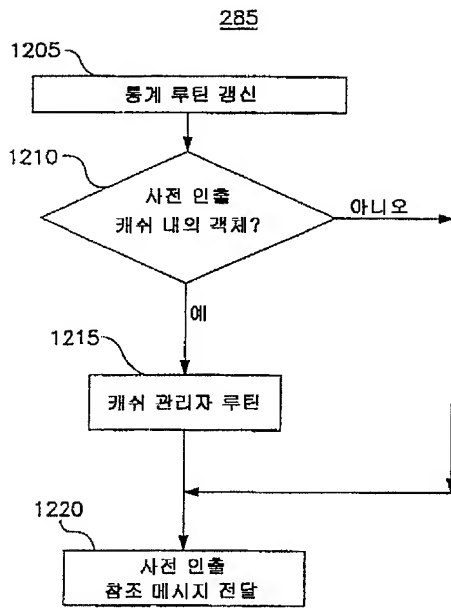 285
1205
통계 루틴 갱신
1210
사전 인출
캐쉬 내의 객체?
아니오
예
1215
캐쉬 관리자 루틴
1220
사전 인출
참조 메시지 전달